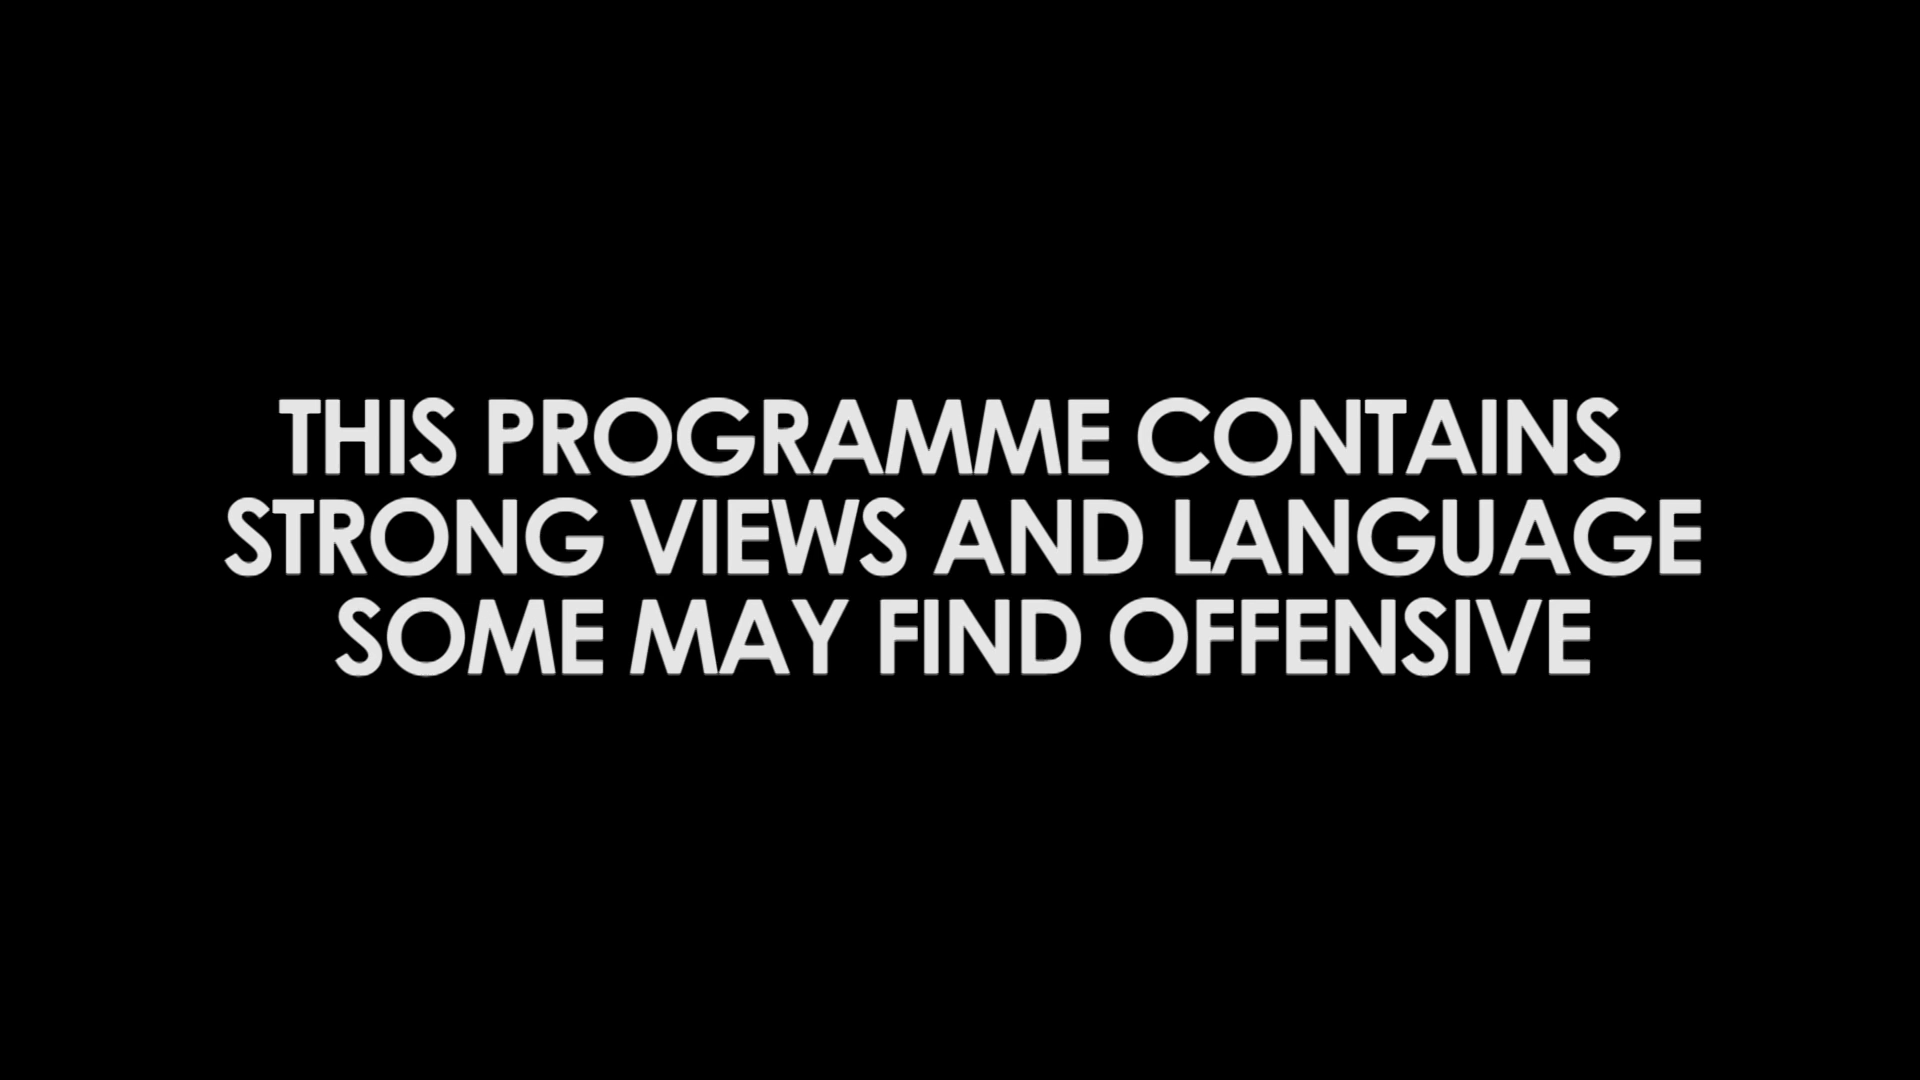 THIS PROGRAMME CONTAINS
STRONG VIEWS AND LANGUAGE
SOME MAY FIND OFFENSIVE